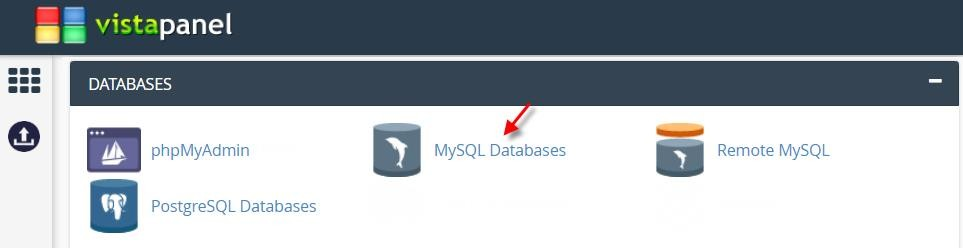 vistapanel
DATABASES
phpMyAdmin
MySQL Databases
Remote MySQL
PostgreSQL Databases